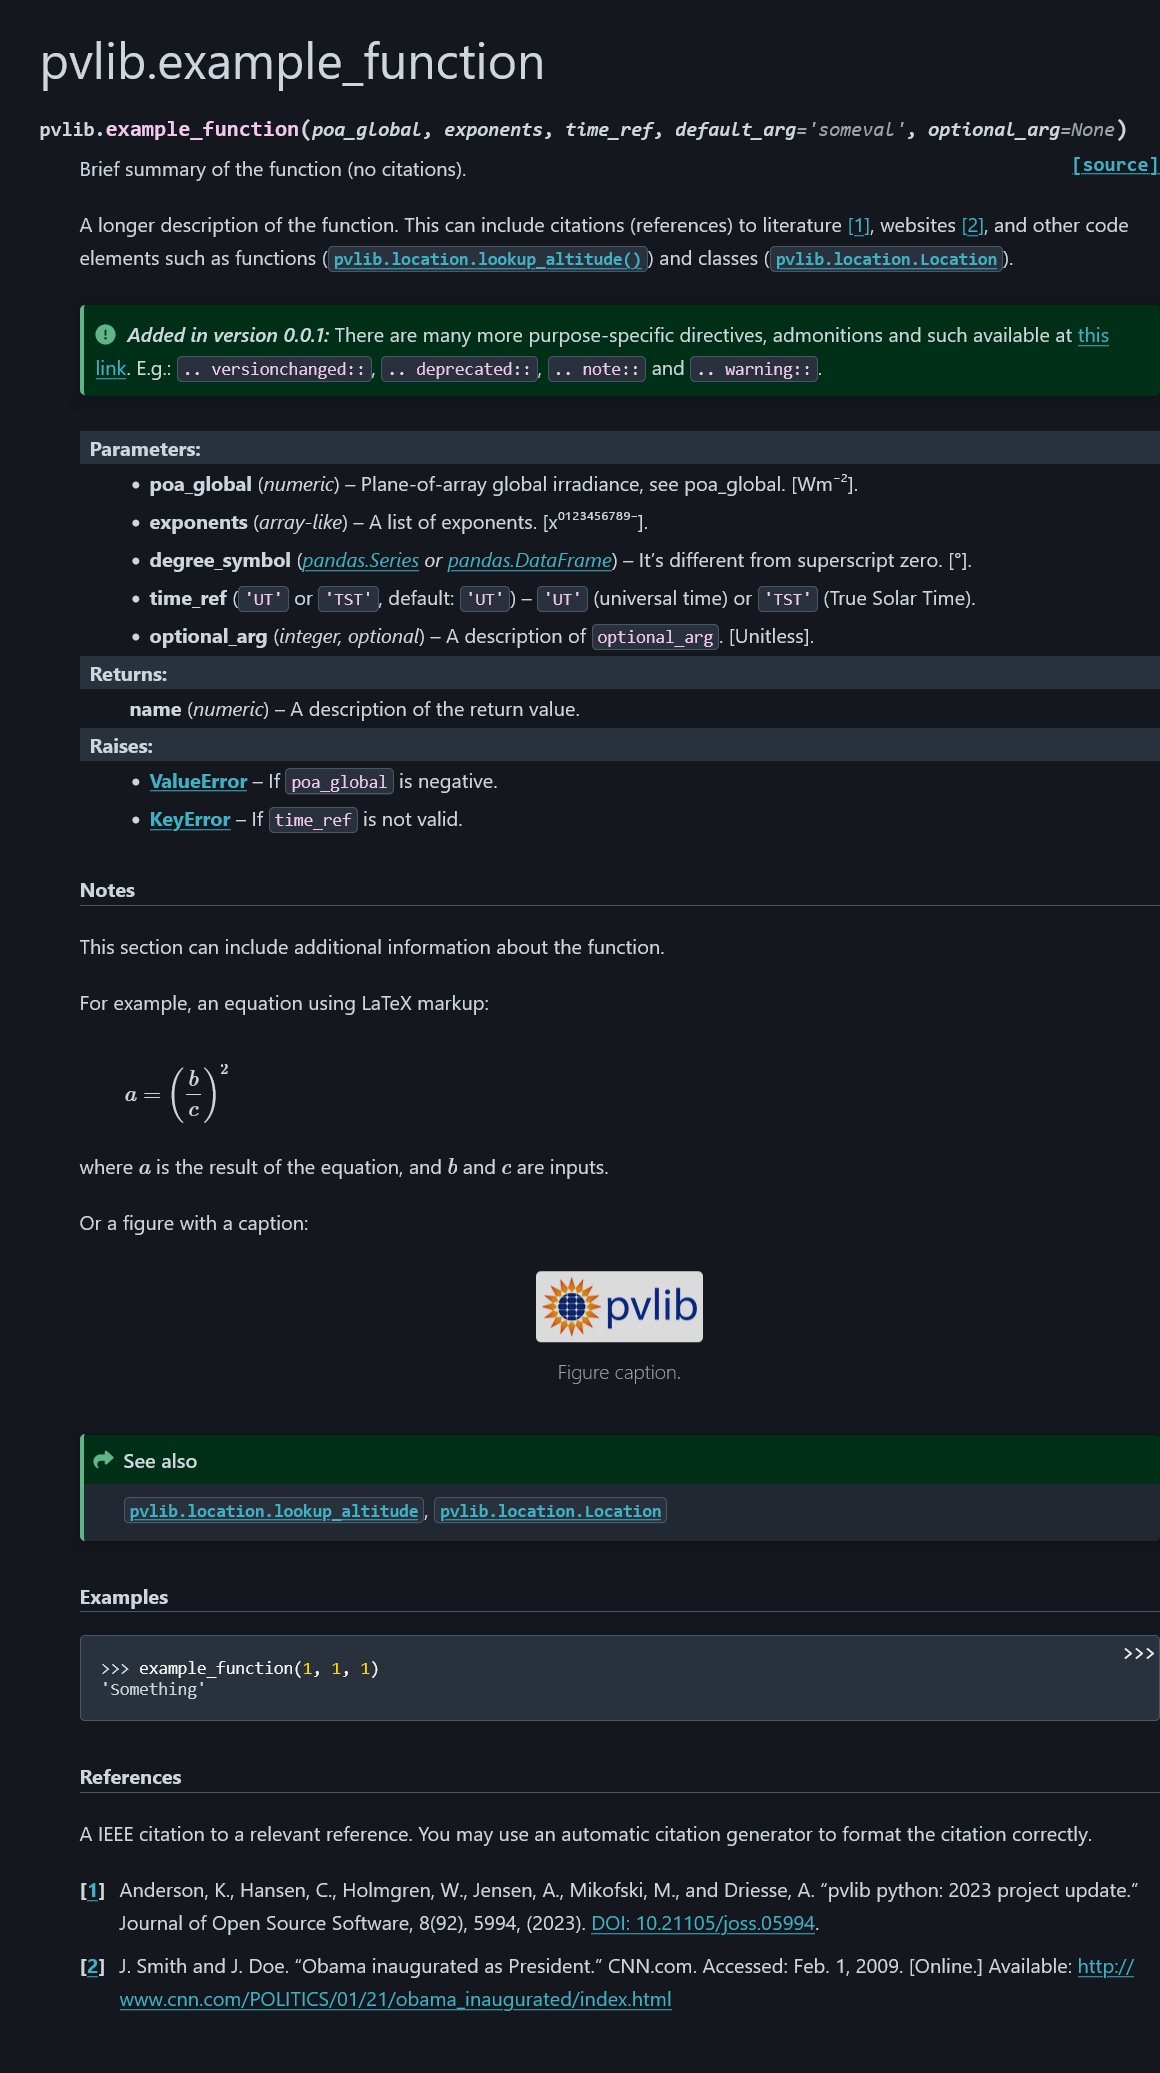 pvlib.example_function
pvlib.example_function(poa_global, exponents, time_ref, default_arg='someval', optional_arg=None)
[source]
Brief summary of the function (no citations).
A longer description of the function. This can include citations (references) to literature [1], websites [2], and other code
elements such as functions (pvlib.location.lookup_altitude()) and classes (pvlib.location.Location).
Added in version 0.0.1: There are many more purpose-specific directives, admonitions and such available at this
link. E.g.: .. versionchanged::, .. deprecated::, .. note:: and .. warning::.
Parameters:
• poa_global (numeric) – Plane-of-array global irradiance, see poa_global. [Wm⁻²].
• exponents (array-like) – A list of exponents. [x⁰¹²³⁴⁵⁶⁷⁸⁹⁻].
• degree_symbol (pandas.Series or pandas.DataFrame) – It’s different from superscript zero. [°].
• time_ref ('UT' or 'TST', default: 'UT') – 'UT' (universal time) or 'TST' (True Solar Time).
• optional_arg (integer, optional) – A description of optional_arg. [Unitless].
Returns:
name (numeric) – A description of the return value.
Raises:
• ValueError – If poa_global is negative.
• KeyError – If time_ref is not valid.
Notes
This section can include additional information about the function.
For example, an equation using LaTeX markup:
a = (b/c)²
where a is the result of the equation, and b and c are inputs.
Or a figure with a caption:
pvlib
Figure caption.
See also
pvlib.location.lookup_altitude, pvlib.location.Location
Examples
>>>
>>> example_function(1, 1, 1)
'Something'
References
A IEEE citation to a relevant reference. You may use an automatic citation generator to format the citation correctly.
[1] Anderson, K., Hansen, C., Holmgren, W., Jensen, A., Mikofski, M., and Driesse, A. “pvlib python: 2023 project update.”
Journal of Open Source Software, 8(92), 5994, (2023). DOI: 10.21105/joss.05994.
[2] J. Smith and J. Doe. “Obama inaugurated as President.” CNN.com. Accessed: Feb. 1, 2009. [Online.] Available: http://
www.cnn.com/POLITICS/01/21/obama_inaugurated/index.html